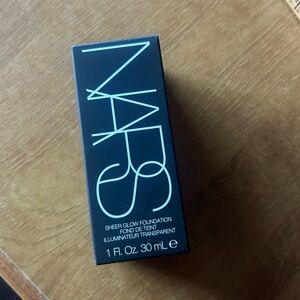 NARS
SHEER GLOW FOUNDATION
FOND DE TEINT
ILLUMINATEUR TRANSPARENT
1 Fl. Oz. 30 mL ℮